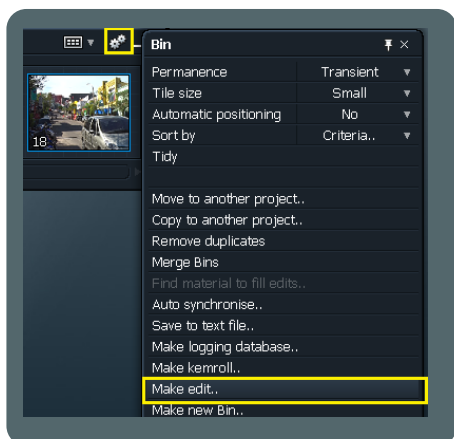 Bin
Permanence Transient
Tile size Small
Automatic positioning No
Sort by Criteria..
Tidy
18
Move to another project..
Copy to another project..
Remove duplicates
Merge Bins
Find material to fill edits..
Auto synchronise..
Save to text file..
Make logging database..
Make kemroll..
Make edit..
Make new Bin..